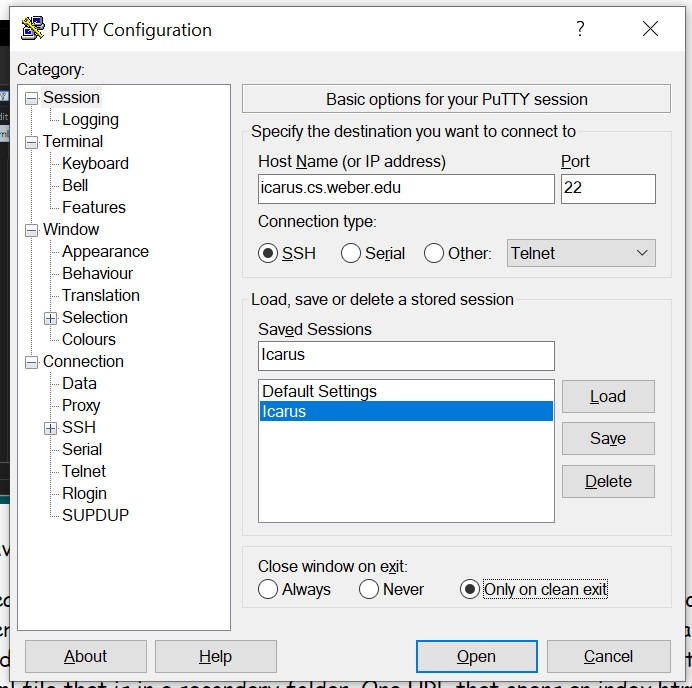 PuTTY Configuration
?
Category:
Session
Logging
Terminal
Keyboard
Bell
Features
Window
Appearance
Behaviour
Translation
Selection
Colours
Connection
Data
Proxy
SSH
Serial
Telnet
Rlogin
SUPDUP
Basic options for your PuTTY session
Specify the destination you want to connect to
Host Name (or IP address) Port
icarus.cs.weber.edu 22
Connection type:
SSH Serial Other: Telnet
Load, save or delete a stored session
Saved Sessions
Icarus
Default Settings
Icarus
Load
Save
Delete
Close window on exit:
Always Never Only on clean exit
About Help Open Cancel